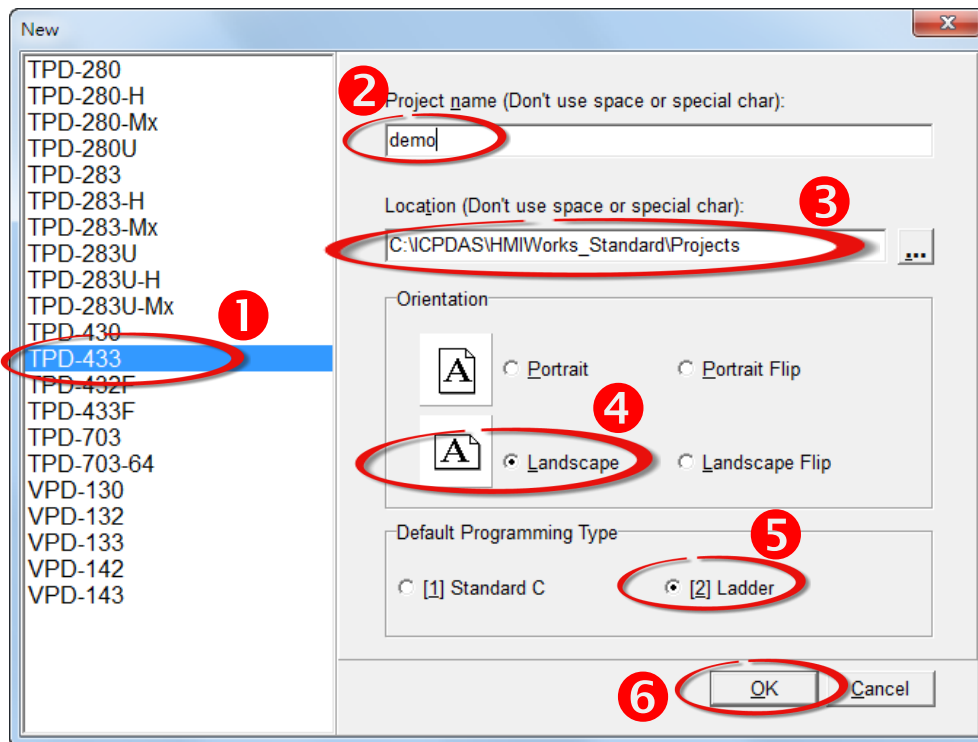 New
TPD-280
TPD-280-H
TPD-280-Mx
TPD-280U
TPD-283
TPD-283-H
TPD-283-Mx
TPD-283U
TPD-283U-H
TPD-283U-Mx
TPD-430
TPD-433
TPD-432F
TPD-433F
TPD-703
TPD-703-64
VPD-130
VPD-132
VPD-133
VPD-142
VPD-143
1
2
Project name (Don't use space or special char):
demo
3
Location (Don't use space or special char):
C:\ICPDAS\HMIWorks_Standard\Projects
...
Orientation
A
Portrait
Portrait Flip
4
A
Landscape
Landscape Flip
Default Programming Type
5
[1] Standard C
[2] Ladder
6
OK
Cancel